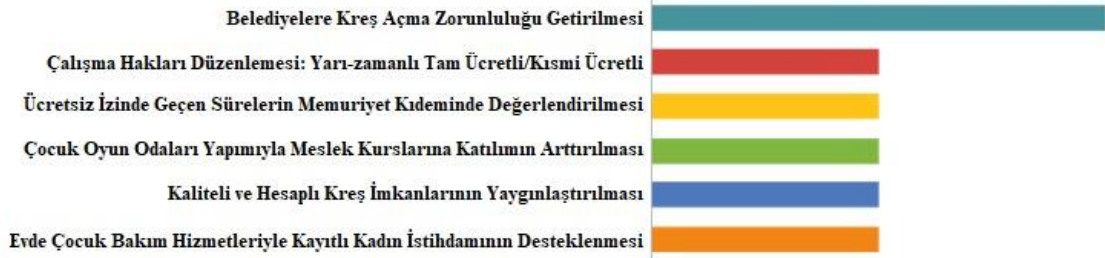 Belediyelere Kreş Açma Zorunluluğu Getirilmesi
Çalışma Hakları Düzenlemesi: Yarı-zamanlı Tam Ücretli/Kısmi Ücretli
Ücretsiz İzinde Geçen Sürelerin Memuriyet Kıdeminde Değerlendirilmesi
Çocuk Oyun Odaları Yapımıyla Meslek Kurslarına Katılımın Arttırılması
Kaliteli ve Hesaplı Kreş İmkanlarının Yaygınlaştırılması
Evde Çocuk Bakım Hizmetleriyle Kayıtlı Kadın İstihdamının Desteklenmesi